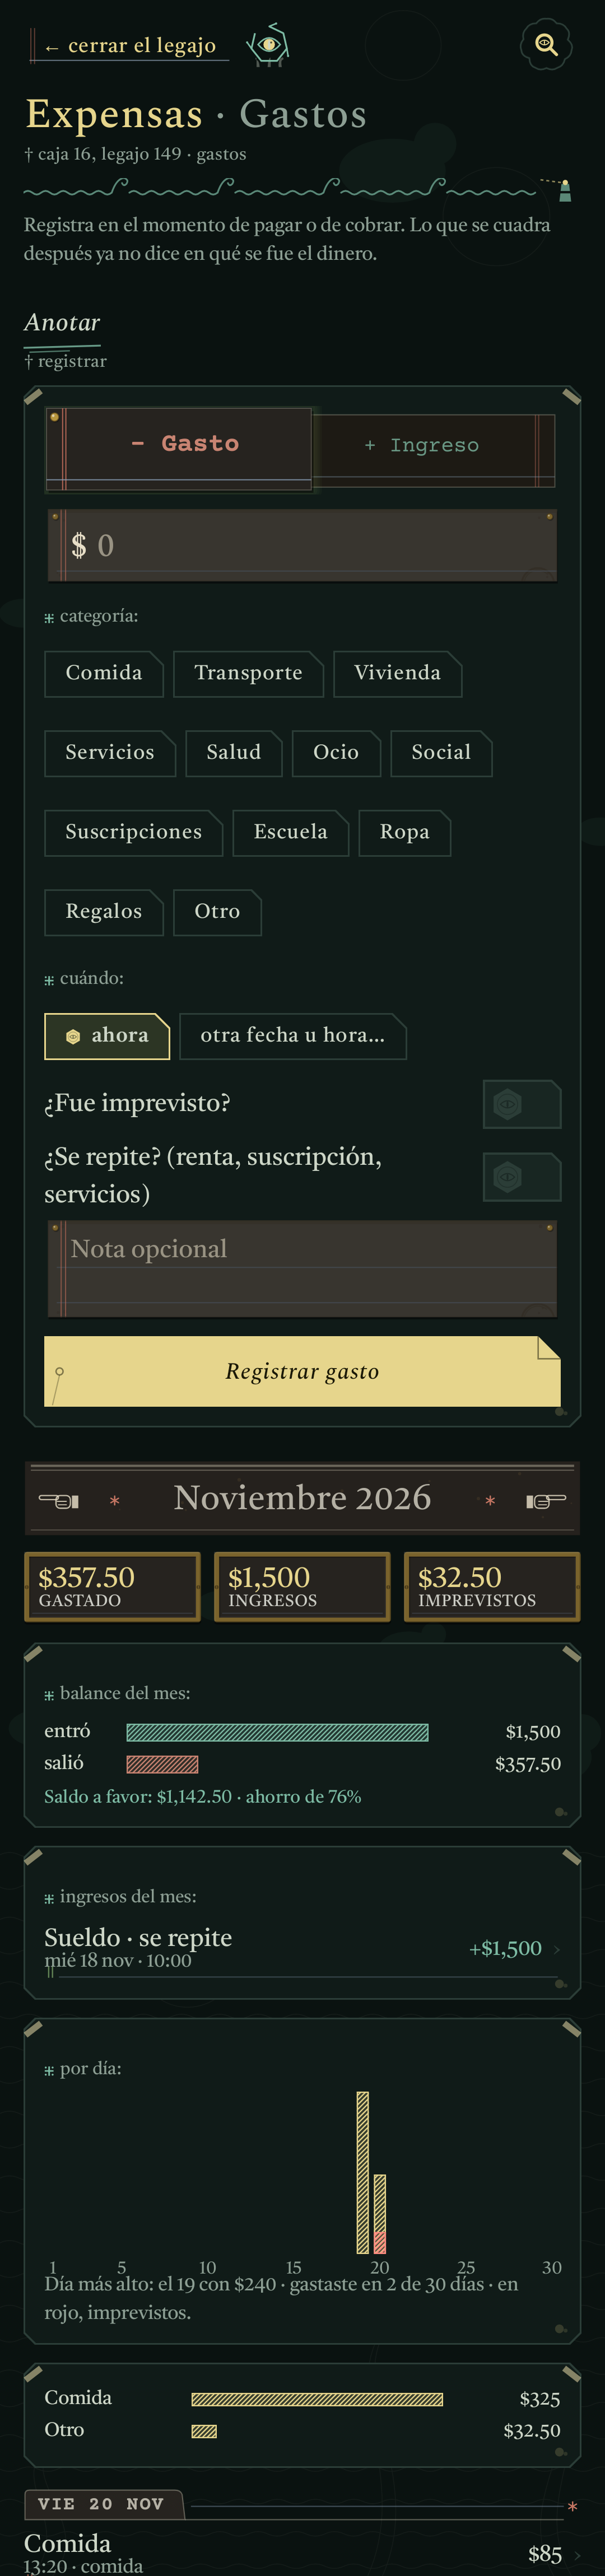 ← cerrar el legajo
Expensas · Gastos
† caja 16, legajo 149 · gastos
Registra en el momento de pagar o de cobrar. Lo que se cuadra
después ya no dice en qué se fue el dinero.
Anotar
† registrar
− Gasto
+ Ingreso
$ 0
categoría:
Comida
Transporte
Vivienda
Servicios
Salud
Ocio
Social
Suscripciones
Escuela
Ropa
Regalos
Otro
cuándo:
ahora
otra fecha u hora...
¿Fue imprevisto?
¿Se repite? (renta, suscripción,
servicios)
Nota opcional
Registrar gasto
* Noviembre 2026 *
$357.50
GASTADO
$1,500
INGRESOS
$32.50
IMPREVISTOS
balance del mes:
entró $1,500
salió $357.50
Saldo a favor: $1,142.50 · ahorro de 76%
ingresos del mes:
Sueldo · se repite
mié 18 nov · 10:00
+$1,500 ›
por día:
1 5 10 15 20 25 30
Día más alto: el 19 con $240 · gastaste en 2 de 30 días · en
rojo, imprevistos.
Comida $325
Otro $32.50
VIE 20 NOV *
Comida
13:20 · comida
$85 ›